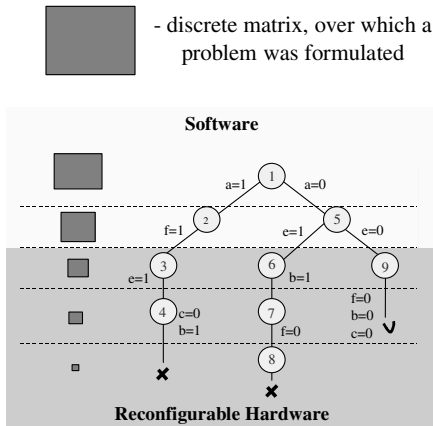 - discrete matrix, over which a
problem was formulated
Software
1
a=1 a=0
2 5
f=1 e=1 e=0
3 6 9
e=1 b=1
4 c=0 7 f=0
b=1 b=0
f=0 c=0
8
Reconfigurable Hardware